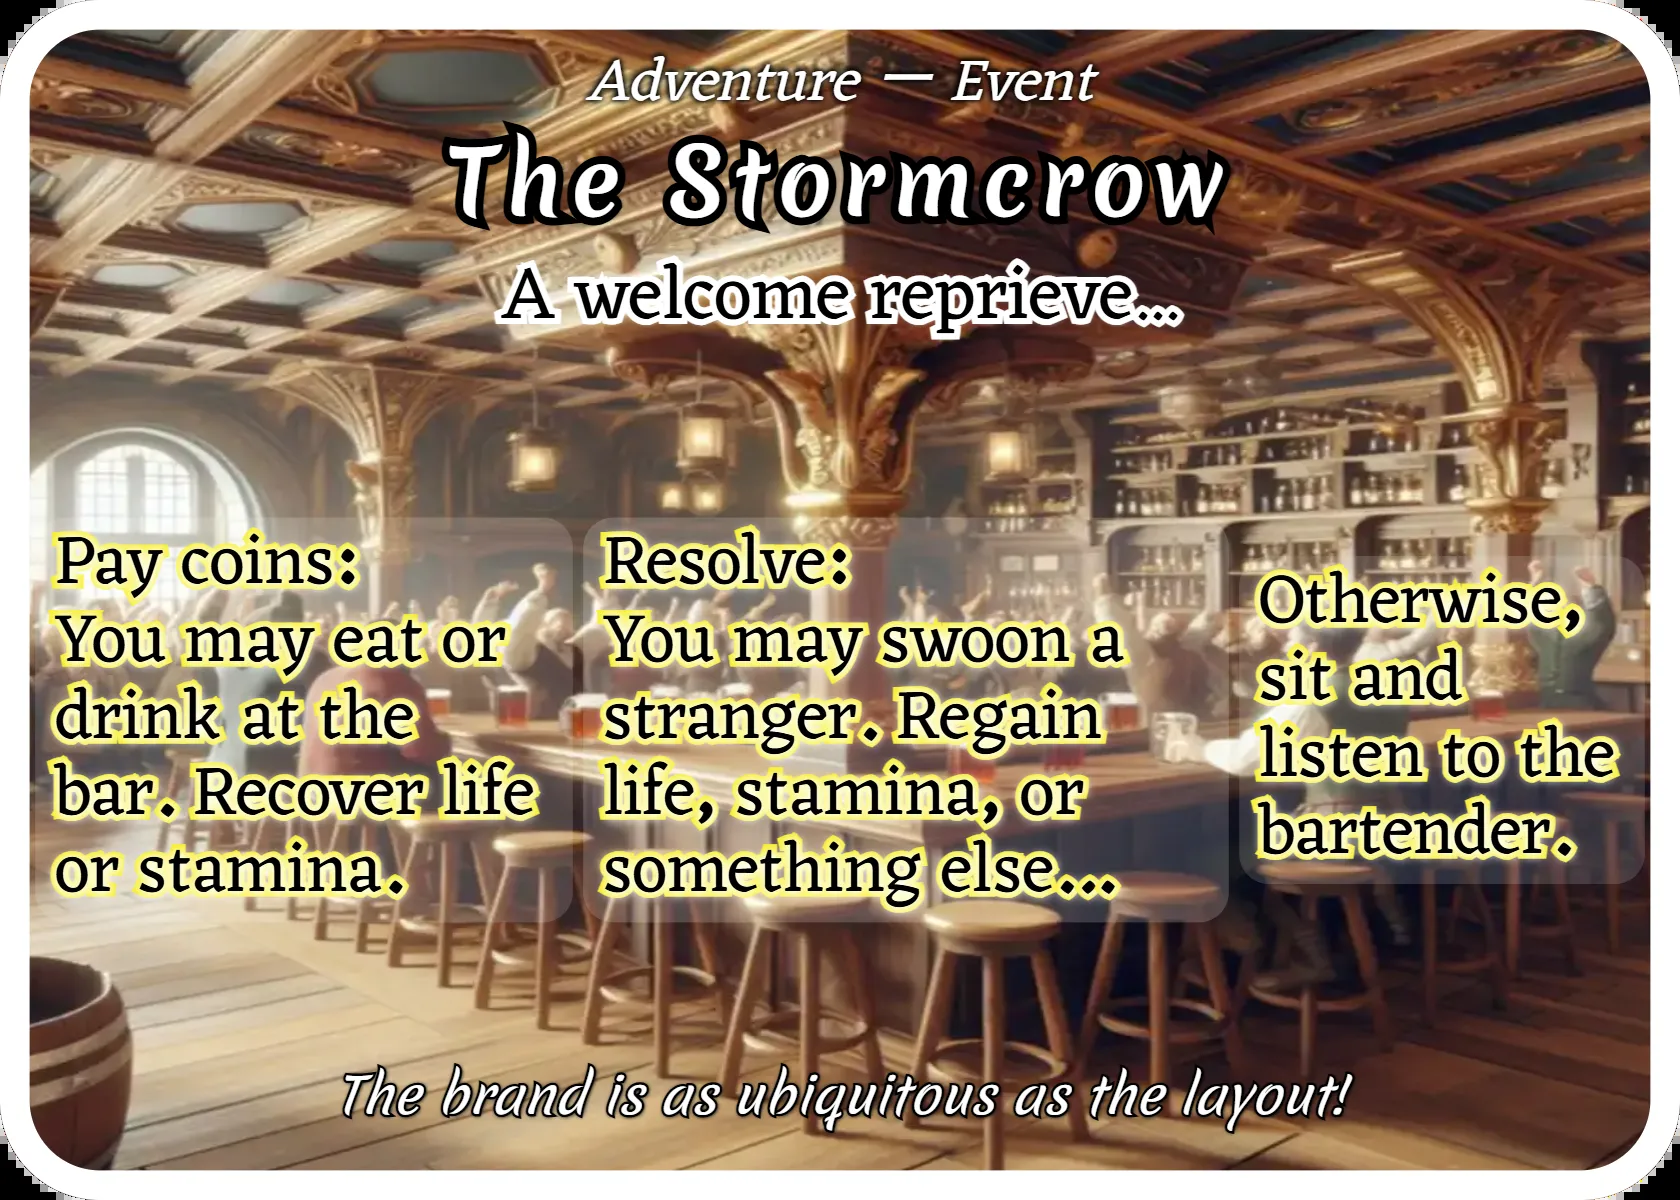 Adventure — Event
The Stormcrow
A welcome reprieve...
Pay coins:
You may eat or
drink at the
bar. Recover life
or stamina.
Resolve:
You may swoon a
stranger. Regain
life, stamina, or
something else...
Otherwise,
sit and
listen to the
bartender.
The brand is as ubiquitous as the layout!